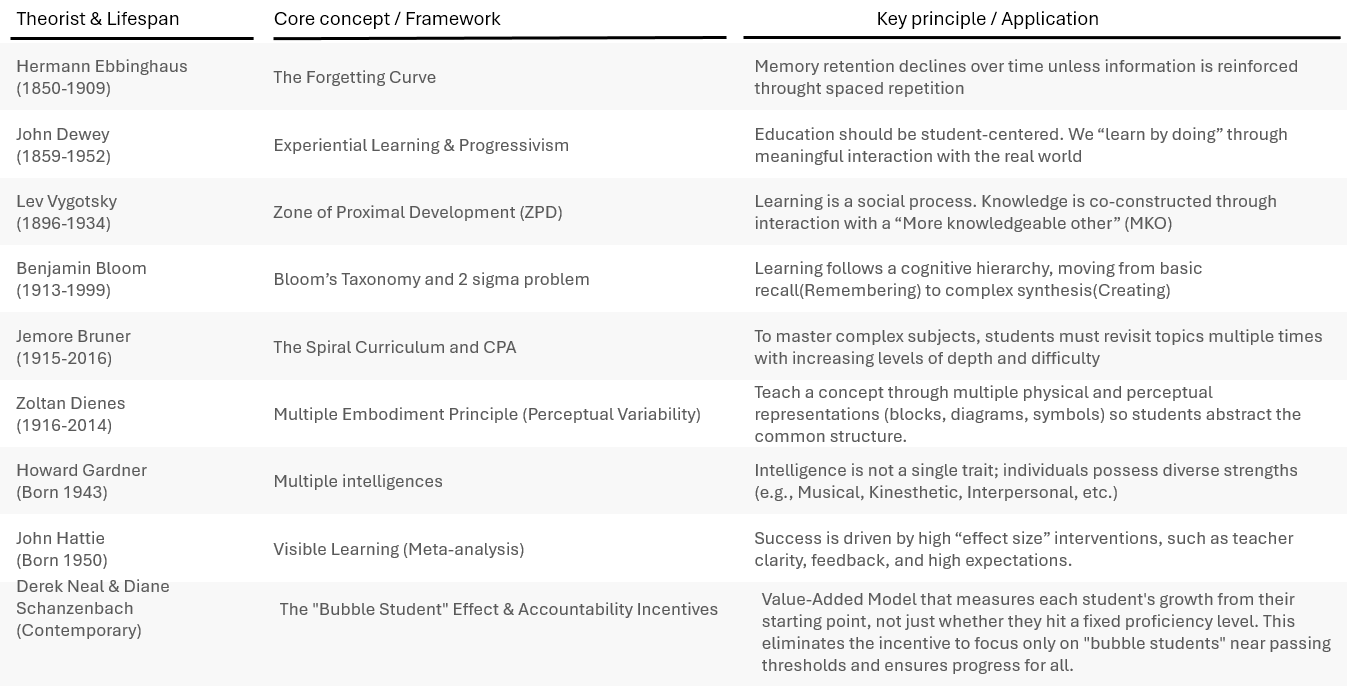 Theorist & Lifespan
Core concept / Framework
Key principle / Application
Hermann Ebbinghaus
(1850-1909)
The Forgetting Curve
Memory retention declines over time unless information is reinforced
throught spaced repetition
John Dewey
(1859-1952)
Experiential Learning & Progressivism
Education should be student-centered. We “learn by doing” through
meaningful interaction with the real world
Lev Vygotsky
(1896-1934)
Zone of Proximal Development (ZPD)
Learning is a social process. Knowledge is co-constructed through
interaction with a “More knowledgeable other” (MKO)
Benjamin Bloom
(1913-1999)
Bloom’s Taxonomy and 2 sigma problem
Learning follows a cognitive hierarchy, moving from basic
recall(Remembering) to complex synthesis(Creating)
Jemore Bruner
(1915-2016)
The Spiral Curriculum and CPA
To master complex subjects, students must revisit topics multiple times
with increasing levels of depth and difficulty
Zoltan Dienes
(1916-2014)
Multiple Embodiment Principle (Perceptual Variability)
Teach a concept through multiple physical and perceptual
representations (blocks, diagrams, symbols) so students abstract the
common structure.
Howard Gardner
(Born 1943)
Multiple intelligences
Intelligence is not a single trait; individuals possess diverse strengths
(e.g., Musical, Kinesthetic, Interpersonal, etc.)
John Hattie
(Born 1950)
Visible Learning (Meta-analysis)
Success is driven by high “effect size” interventions, such as teacher
clarity, feedback, and high expectations.
Derek Neal & Diane
Schanzenbach
(Contemporary)
The "Bubble Student" Effect & Accountability Incentives
Value-Added Model that measures each student's growth from their
starting point, not just whether they hit a fixed proficiency level. This
eliminates the incentive to focus only on "bubble students" near passing
thresholds and ensures progress for all.